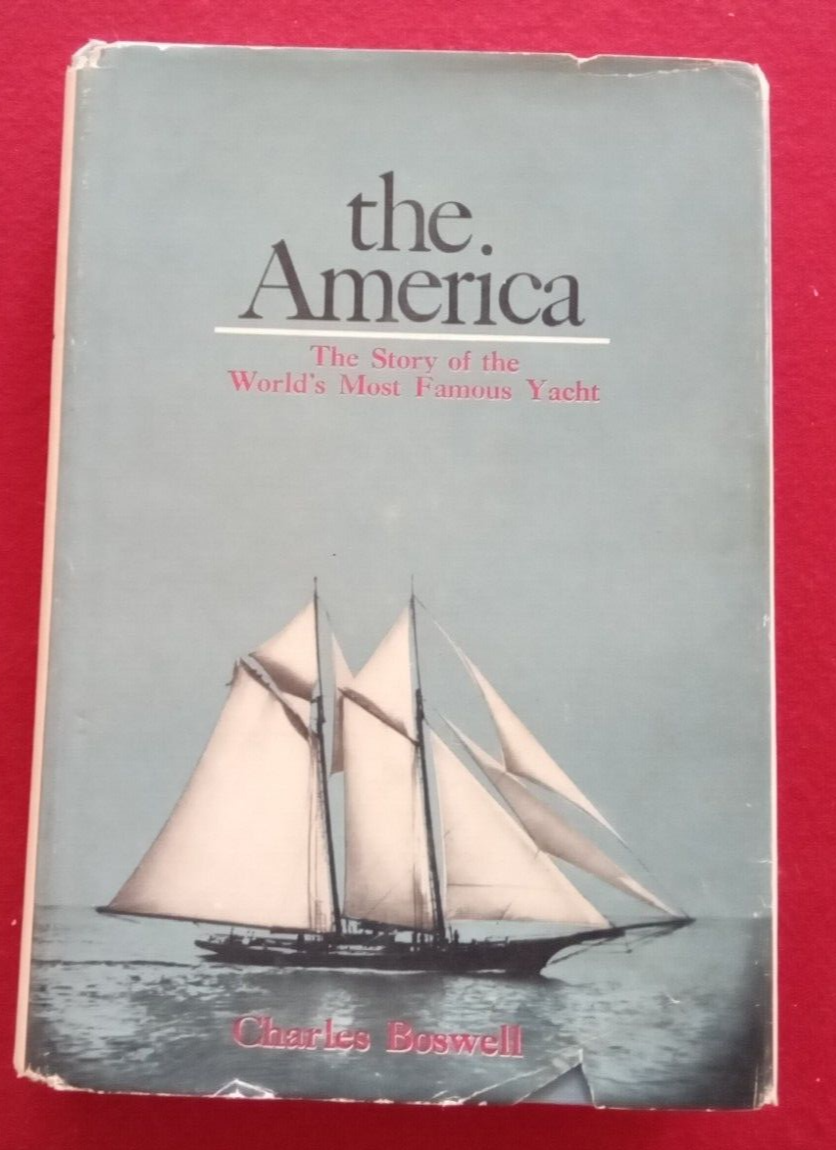 the
America
The Story of the
World's Most Famous Yacht
Charles Boswell